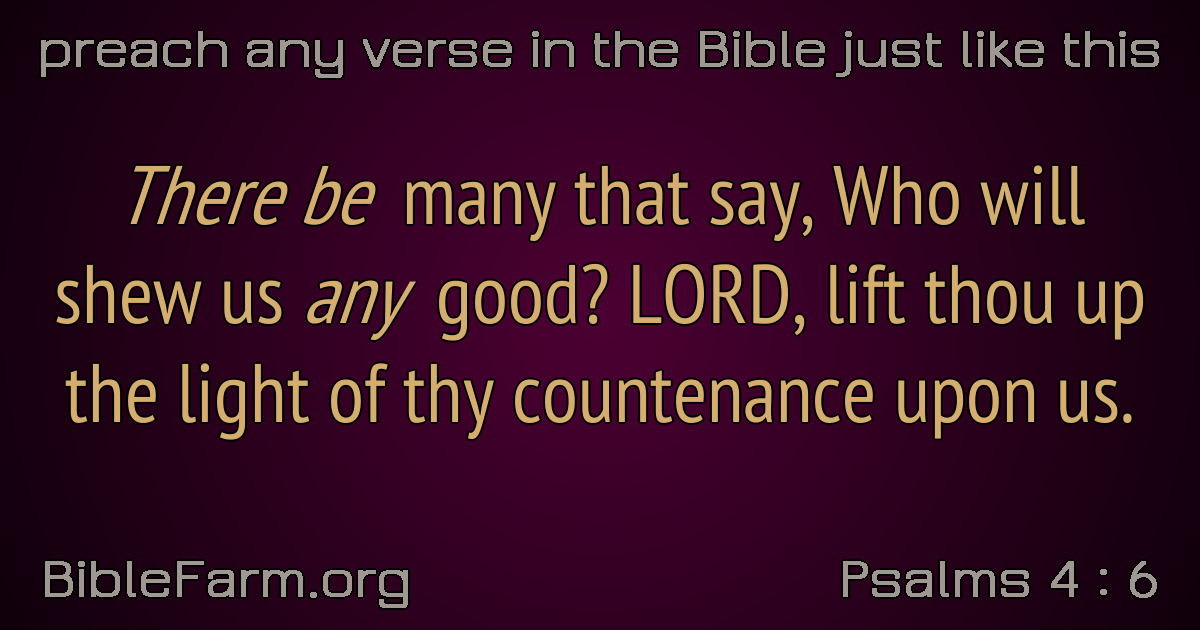 preach any verse in the Bible just like this
There be many that say, Who will
shew us any good? LORD, lift thou up
the light of thy countenance upon us.
BibleFarm.org
Psalms 4 : 6